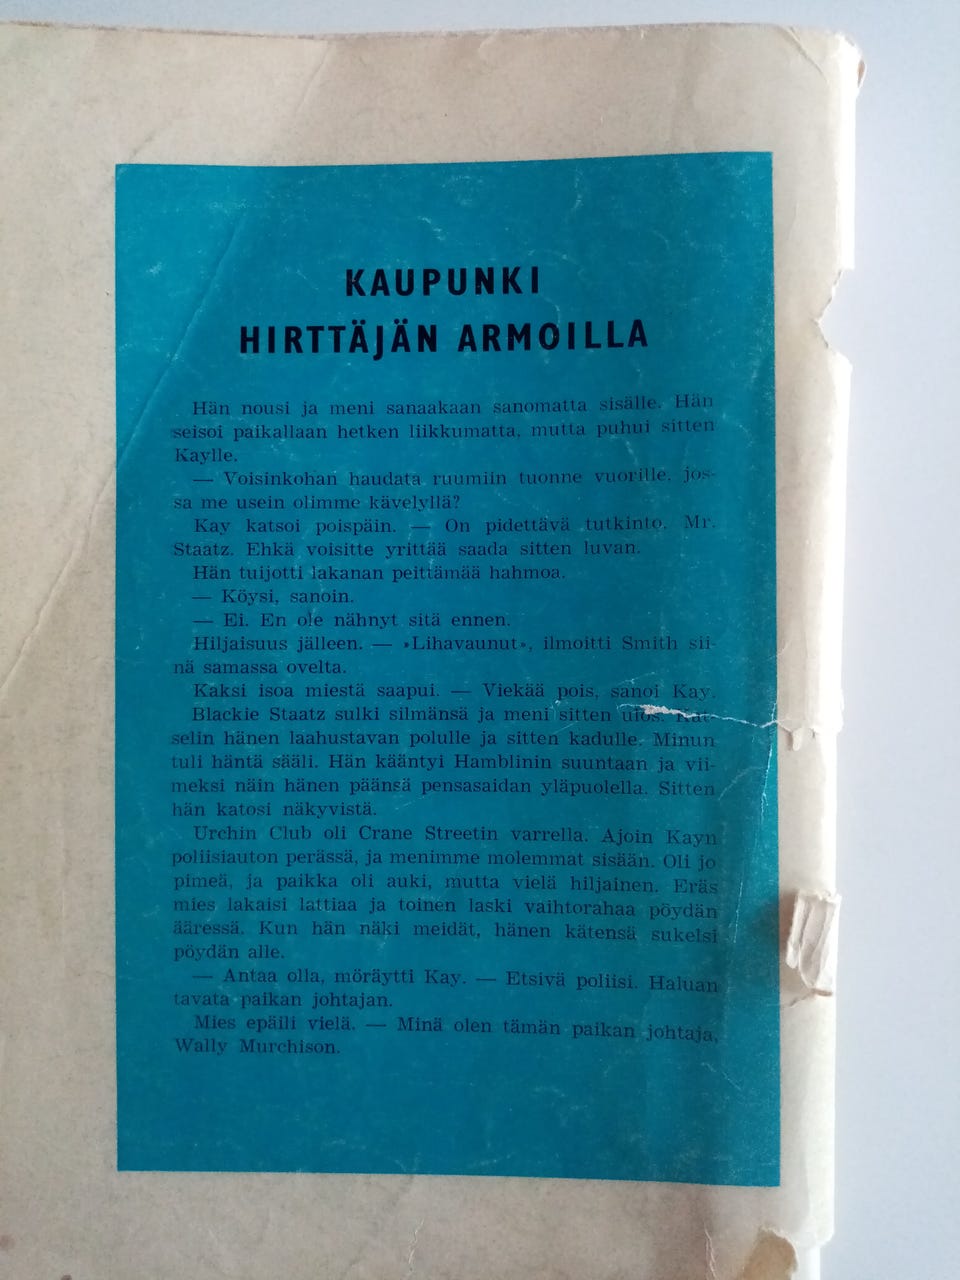 KAUPUNKI
HIRTTÄJÄN ARMOILLA
Hän nousi ja meni sanaakaan sanomatta sisälle. Hän
seisoi paikallaan hetken liikkumatta, mutta puhui sitten
Kaylle.
— Voisinkohan haudata ruumiin tuonne vuorille, jos-
sa me usein olimme kävelyllä?
Kay katsoi poispäin. — On pidettävä tutkinto, Mr.
Staatz. Ehkä voisitte yrittää saada sitten luvan.
Hän tuijotti lakanan peittämää hahmoa.
— Köysi, sanoin.
— Ei. En ole nähnyt sitä ennen.
Hiljaisuus jälleen. — »Lihavaunut», ilmoitti Smith sii-
nä samassa ovelta.
Kaksi isoa miestä saapui. — Viekää pois, sanoi Kay.
Blackie Staatz sulki silmänsä ja meni sitten ulos. Kat-
selin hänen laahustavan polulle ja sitten kadulle. Minun
tuli häntä sääli. Hän kääntyi Hamblinin suuntaan ja vii-
meksi näin hänen päänsä pensasaidan yläpuolella. Sitten
hän katosi näkyvistä.
Urchin Club oli Crane Streetin varrella. Ajoin Kayn
poliisiauton perässä, ja menimme molemmat sisään. Oli jo
pimeä, ja paikka oli auki, mutta vielä hiljainen. Eräs
mies lakaisi lattiaa ja toinen laski vaihtorahaa pöydän
ääressä. Kun hän näki meidät, hänen kätensä sukelsi
pöydän alle.
— Antaa olla, möräytti Kay. — Etsivä poliisi. Haluan
tavata paikan johtajan.
Mies epäili vielä. — Minä olen tämän paikan johtaja,
Wally Murchison.